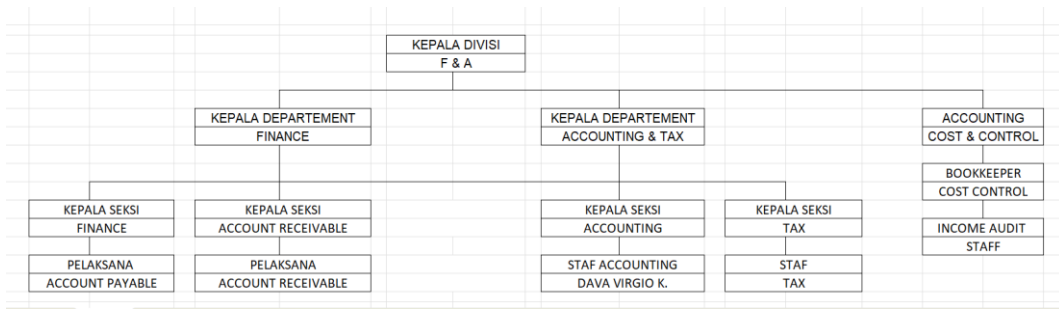 KEPALA DIVISI
F & A
KEPALA DEPARTEMENT
FINANCE
KEPALA DEPARTEMENT
ACCOUNTING & TAX
ACCOUNTING
COST & CONTROL
BOOKKEEPER
COST CONTROL
KEPALA SEKSI
FINANCE
KEPALA SEKSI
ACCOUNT RECEIVABLE
KEPALA SEKSI
ACCOUNTING
KEPALA SEKSI
TAX
INCOME AUDIT
STAFF
PELAKSANA
ACCOUNT PAYABLE
PELAKSANA
ACCOUNT RECEIVABLE
STAF ACCOUNTING
DAVA VIRGIO K.
STAF
TAX